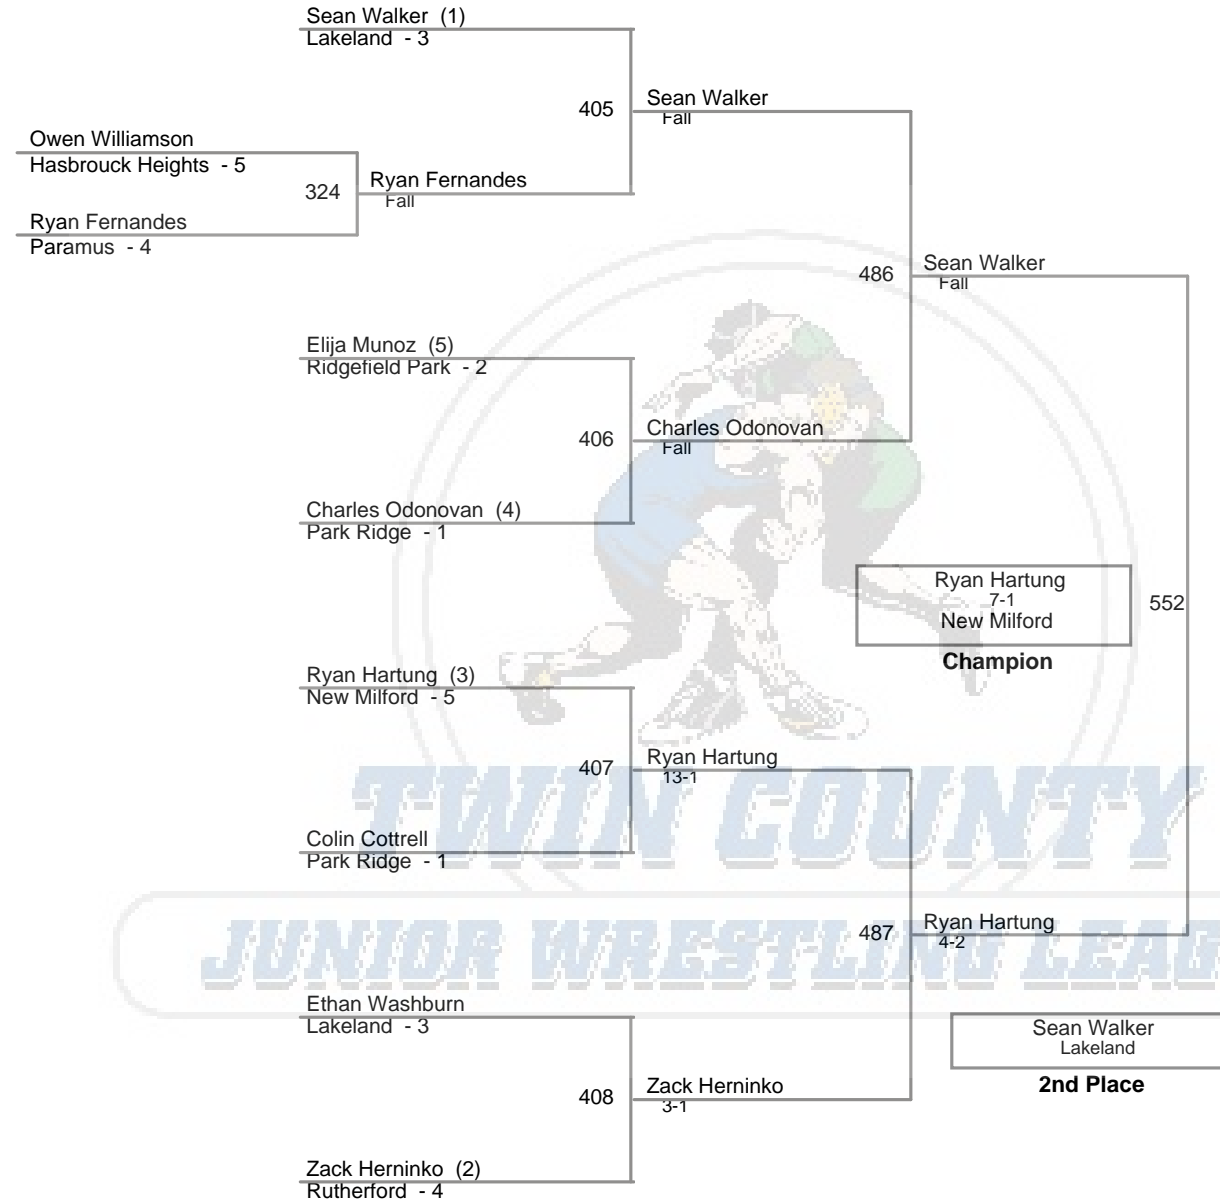 Sean Walker (1)
Lakeland - 3
405
Sean Walker
Fall
Owen Williamson
Hasbrouck Heights - 5
324
Ryan Fernandes
Fall
Ryan Fernandes
Paramus - 4
486
Sean Walker
Fall
Elija Munoz (5)
Ridgefield Park - 2
406
Charles Odonovan
Fall
Charles Odonovan (4)
Park Ridge - 1
Ryan Hartung
7-1
New Milford
552
Champion
Ryan Hartung (3)
New Milford - 5
407
Ryan Hartung
13-1
TWIN COUNTY
Colin Cottrell
Park Ridge - 1
487
Ryan Hartung
4-2
JUNIOR WRESTLING LEAG
Ethan Washburn
Lakeland - 3
Sean Walker
Lakeland
2nd Place
408
Zack Herninko
3-1
Zack Herninko (2)
Rutherford - 4